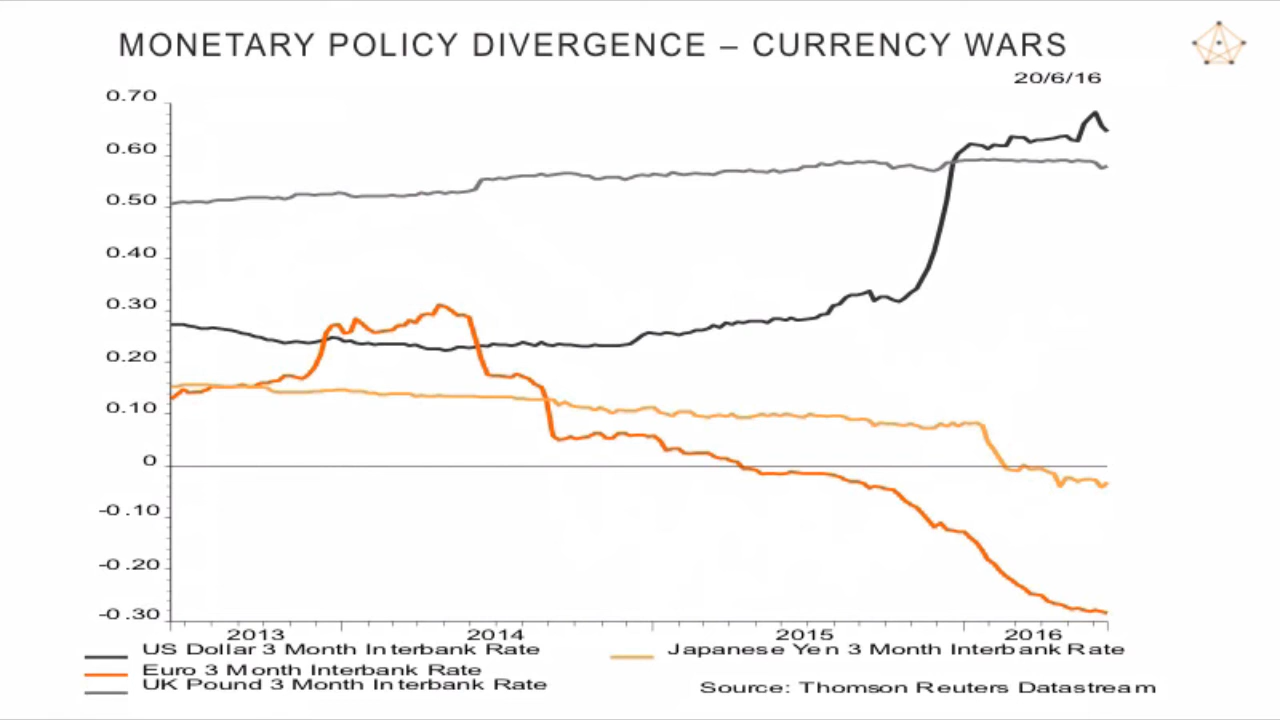 MONETARY POLICY DIVERGENCE – CURRENCY WARS
20/6/16
0.70
0.60
0.50
0.40
0.30
0.20
0.10
0
-0.10
-0.20
-0.30
2013 2014 2015 2016
US Dollar 3 Month Interbank Rate
Euro 3 Month Interbank Rate
UK Pound 3 Month Interbank Rate
Japanese Yen 3 Month Interbank Rate
Source: Thomson Reuters Datastream